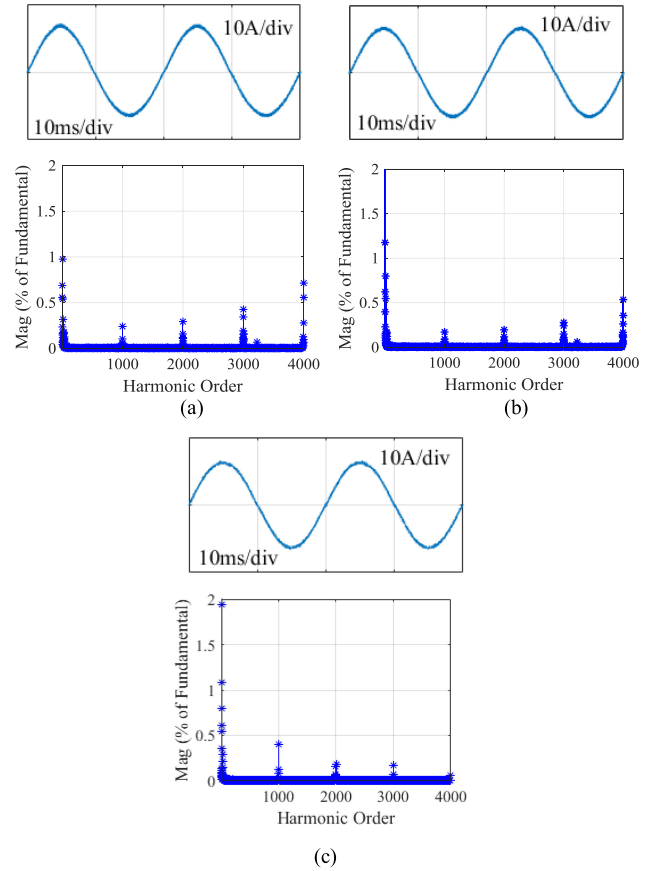 10A/div
10ms/div
10A/div
10ms/div
Mag (% of Fundamental)
2
1.5
1
0.5
0
1000
2000
3000
4000
Harmonic Order
(a)
Mag (% of Fundamental)
2
1.5
1
0.5
0
1000
2000
3000
4000
Harmonic Order
(b)
10A/div
10ms/div
Mag (% of Fundamental)
2
1.5
1
0.5
0
1000
2000
3000
4000
Harmonic Order
(c)